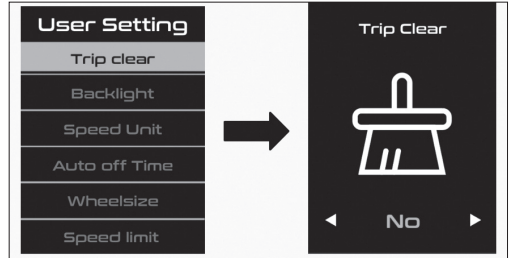 User Setting
Trip clear
Backlight
Speed Unit
Auto off Time
Wheelsize
Speed limit
Trip Clear
No